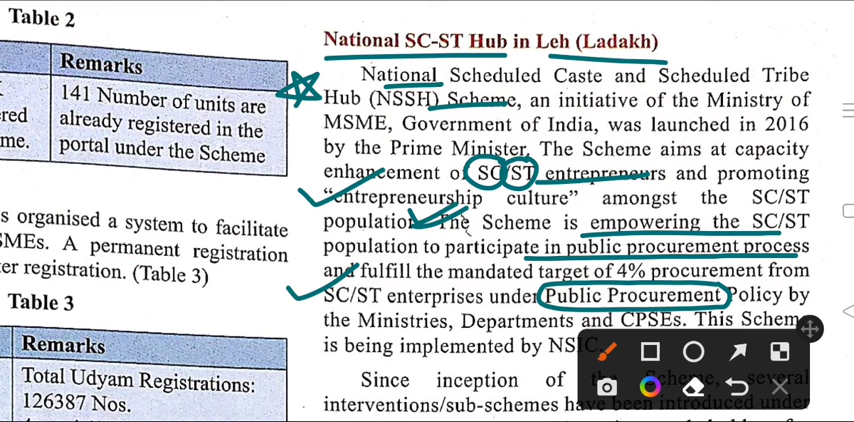 Table 2
Remarks
141 Number of units are
already registered in the
portal under the Scheme
ered
me.
s organised a system to facilitate
SMEs. A permanent registration
er registration. (Table 3)
Table 3
Remarks
Total Udyam Registrations:
126387 Nos.
National SC-ST Hub in Leh (Ladakh)
National Scheduled Caste and Scheduled Tribe
Hub (NSSH) Scheme, an initiative of the Ministry of
MSME, Government of India, was launched in 2016
by the Prime Minister. The Scheme aims at capacity
enhancement of SC/ST entrepreneurs and promoting
“entrepreneurship culture” amongst the SC/ST
population. The Scheme is empowering the SC/ST
population to participate in public procurement process
and fulfill the mandated target of 4% procurement from
SC/ST enterprises under Public Procurement Policy by
the Ministries, Departments and CPSEs. This Scheme
is being implemented by NSIC.
Since inception of the Scheme, several
interventions/sub-schemes have been introduced under